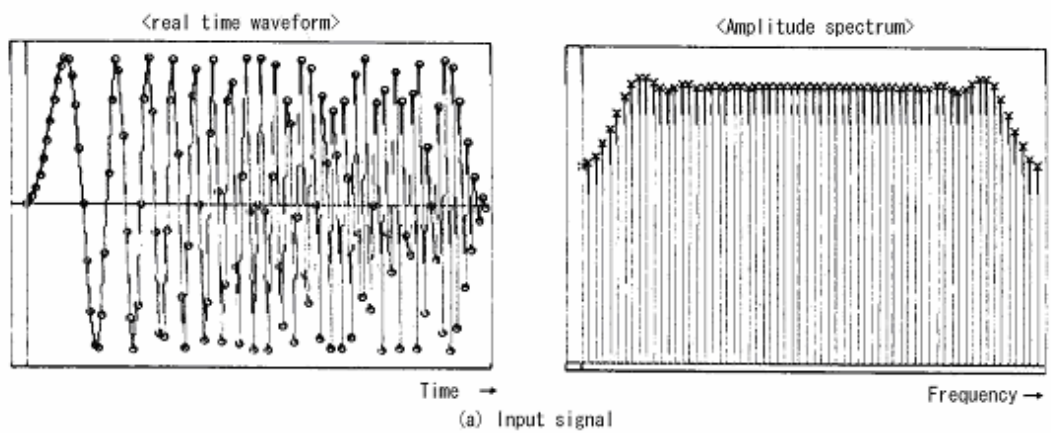 <real time waveform>
<Amplitude spectrum>
Time →
Frequency →
(a) Input signal